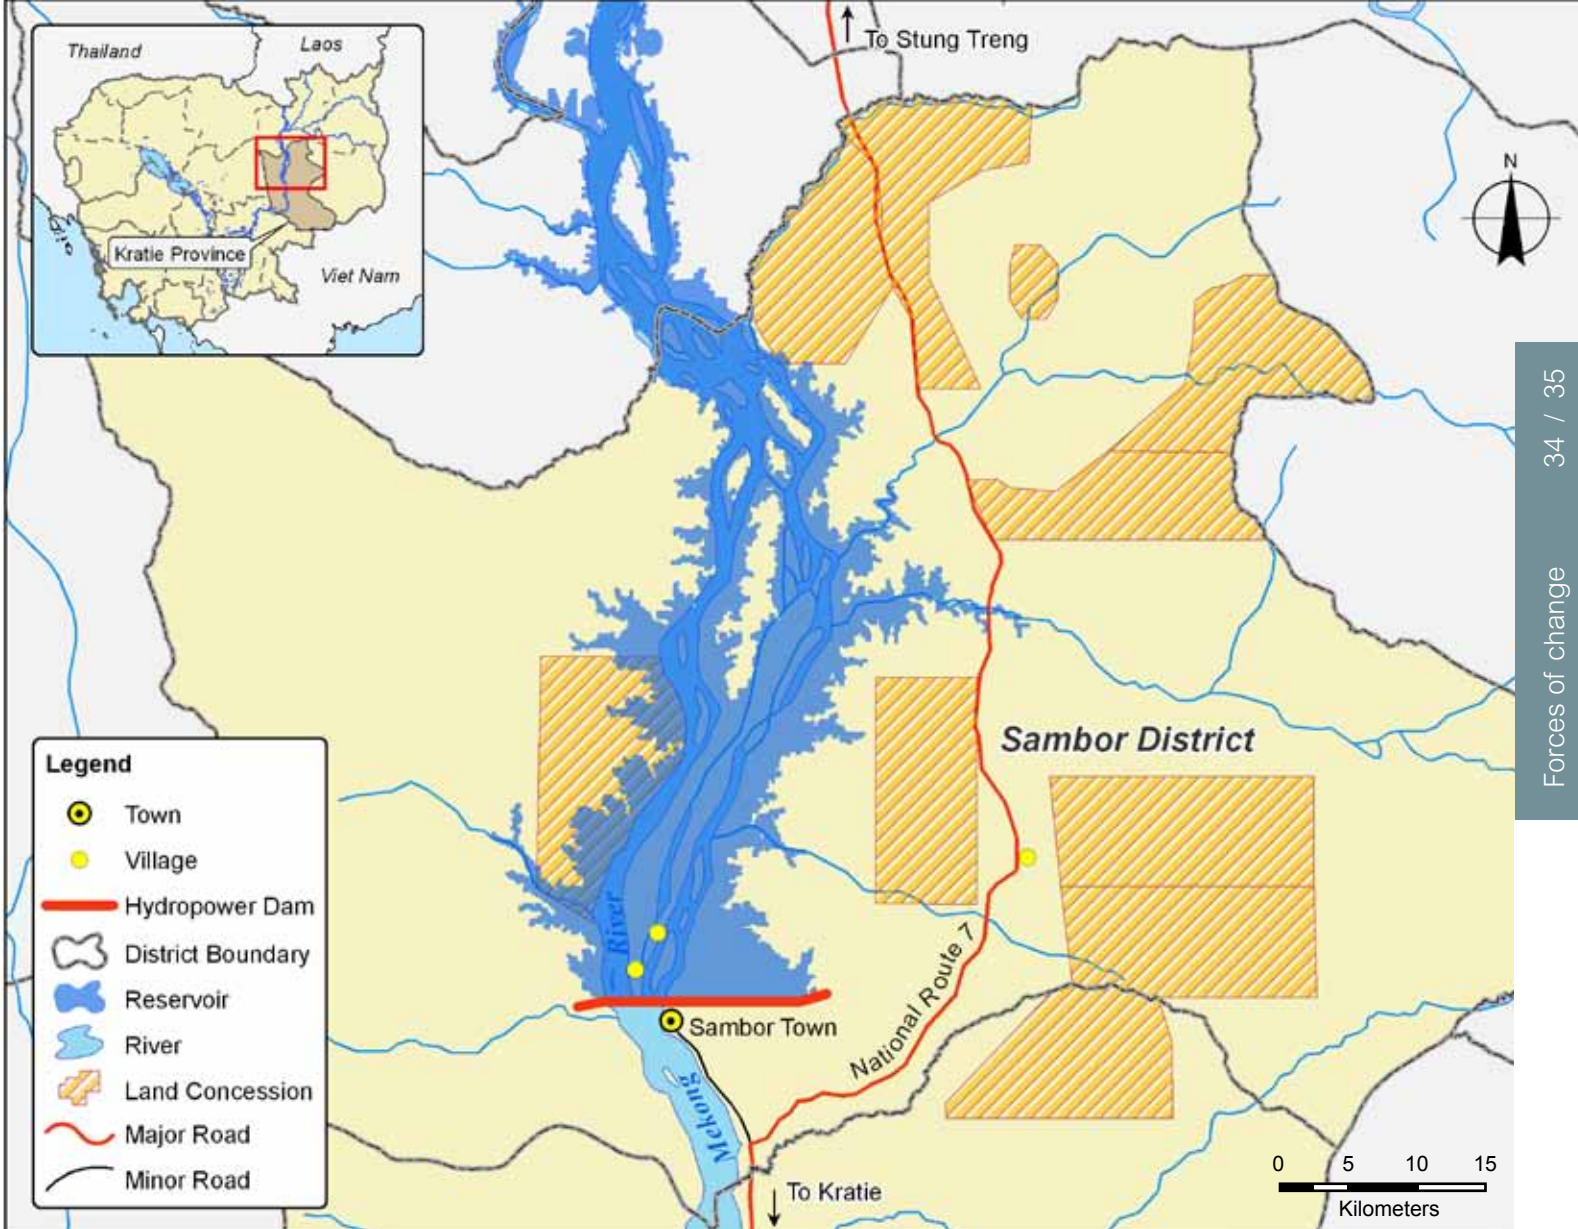 Thailand
Laos
Kratie Province
Viet Nam
To Stung Treng
N
34 / 35
Forces of change
Sambor District
Legend
Town
Village
Hydropower Dam
District Boundary
Reservoir
River
Land Concession
Major Road
Minor Road
River
Sambor Town
National Route 7
Mekong
To Kratie
0 5 10 15
Kilometers